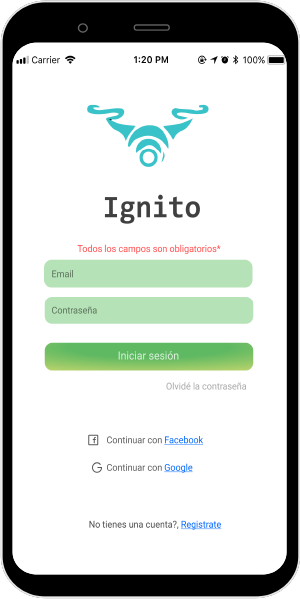 Carrier 1:20 PM 100%
Ignito
Todos los campos son obligatorios*
Email
Contraseña
Iniciar sesión
Olvidé la contraseña
Continuar con Facebook
Continuar con Google
No tienes una cuenta?, Registrate